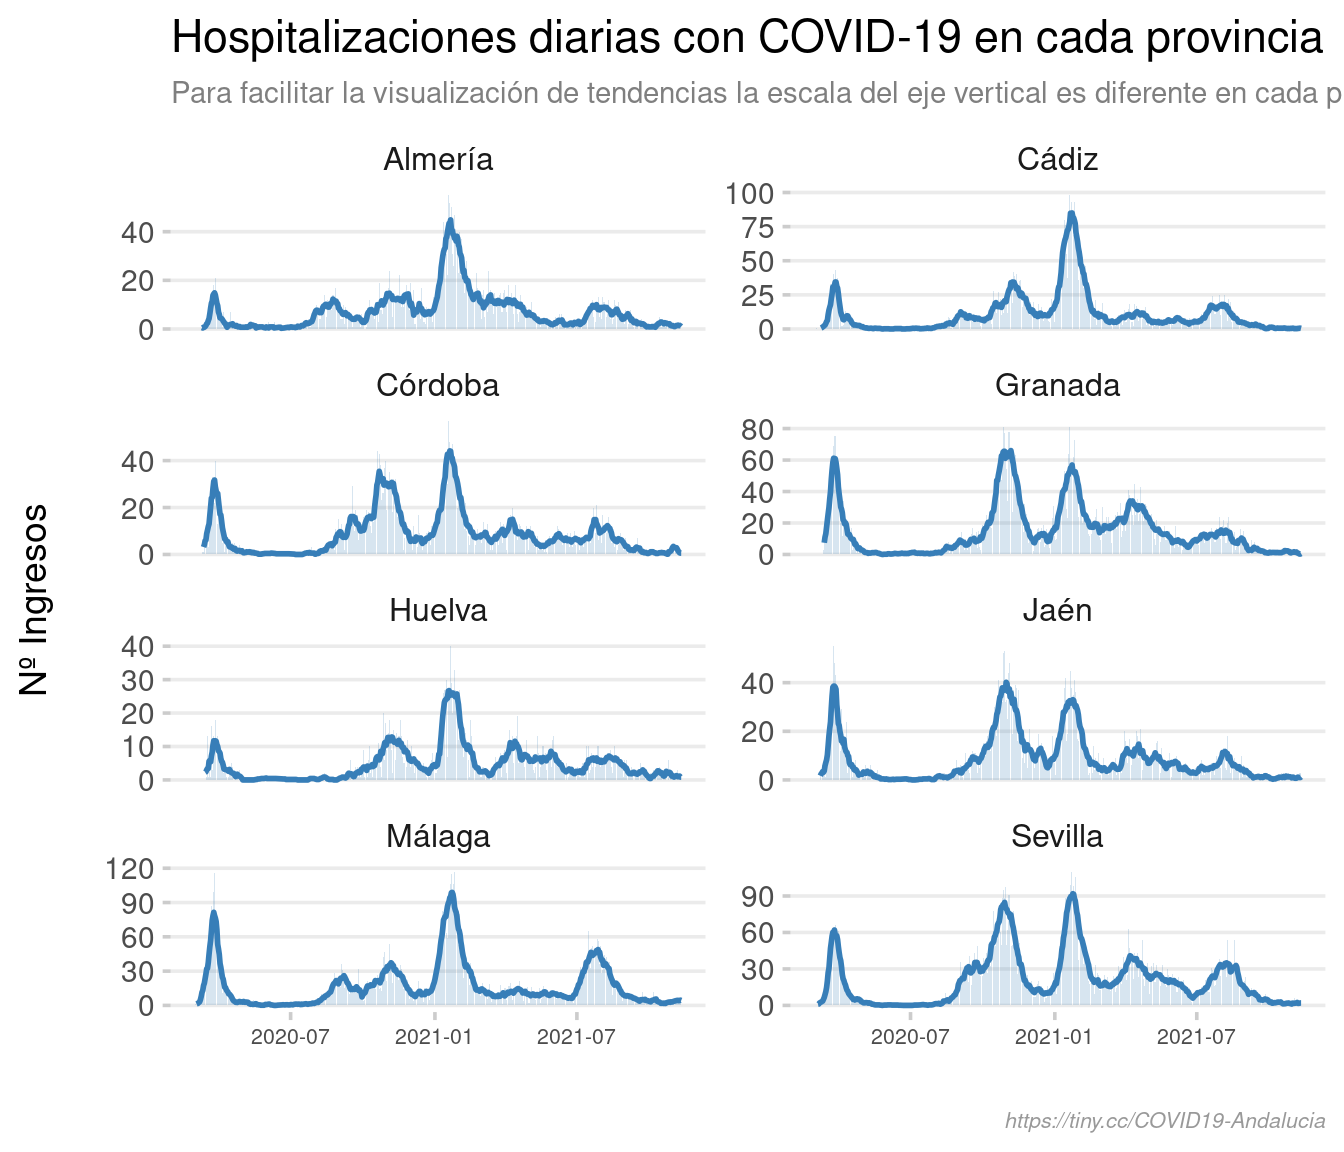 Hospitalizaciones diarias con COVID-19 en cada provincia
Para facilitar la visualización de tendencias la escala del eje vertical es diferente en cada p
Nº Ingresos
Almería
40
20
0
Cádiz
100
75
50
25
0
Córdoba
40
20
0
Granada
80
60
40
20
0
Huelva
40
30
20
10
0
Jaén
40
20
0
Málaga
120
90
60
30
0
Sevilla
90
60
30
0
2020-07 2021-01 2021-07
2020-07 2021-01 2021-07
https://tiny.cc/COVID19-Andalucia